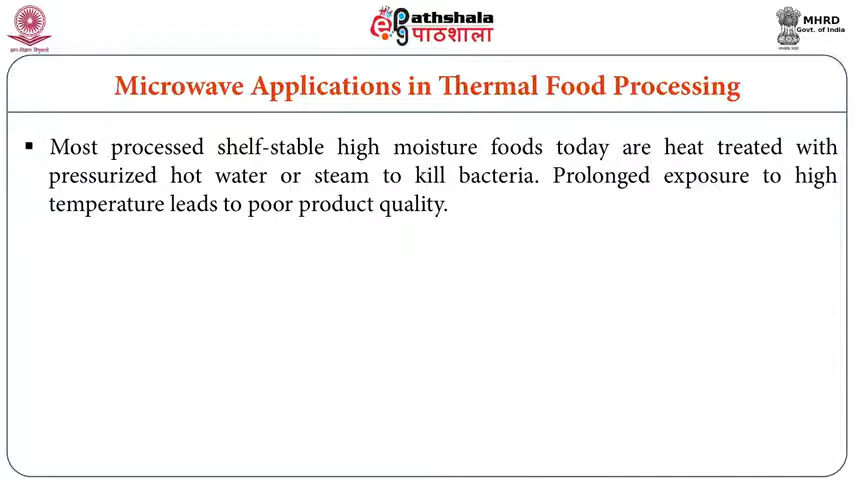 ePathshala
पाठशाला
MHRD
Govt. of India
Microwave Applications in Thermal Food Processing
▪ Most processed shelf-stable high moisture foods today are heat treated with
pressurized hot water or steam to kill bacteria. Prolonged exposure to high
temperature leads to poor product quality.